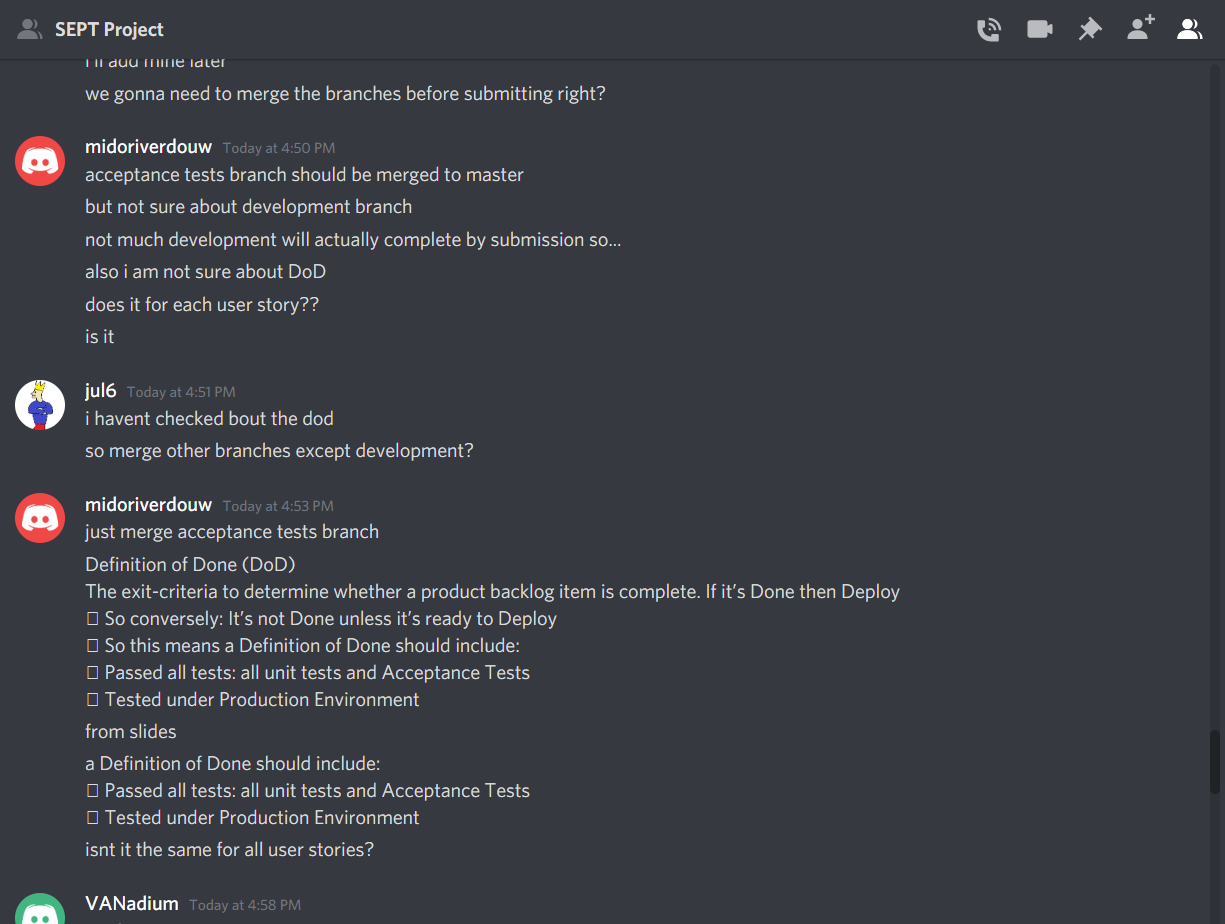 SEPT Project
I'll add mine later
we gonna need to merge the branches before submitting right?
midoriverdouw Today at 4:50 PM
acceptance tests branch should be merged to master
but not sure about development branch
not much development will actually complete by submission so...
also i am not sure about DoD
does it for each user story??
is it
jul6 Today at 4:51 PM
i havent checked bout the dod
so merge other branches except development?
midoriverdouw Today at 4:53 PM
just merge acceptance tests branch
Definition of Done (DoD)
The exit-criteria to determine whether a product backlog item is complete. If it’s Done then Deploy
 So conversely: It’s not Done unless it’s ready to Deploy
 So this means a Definition of Done should include:
 Passed all tests: all unit tests and Acceptance Tests
 Tested under Production Environment
from slides
a Definition of Done should include:
 Passed all tests: all unit tests and Acceptance Tests
 Tested under Production Environment
isnt it the same for all user stories?
VANadium Today at 4:58 PM